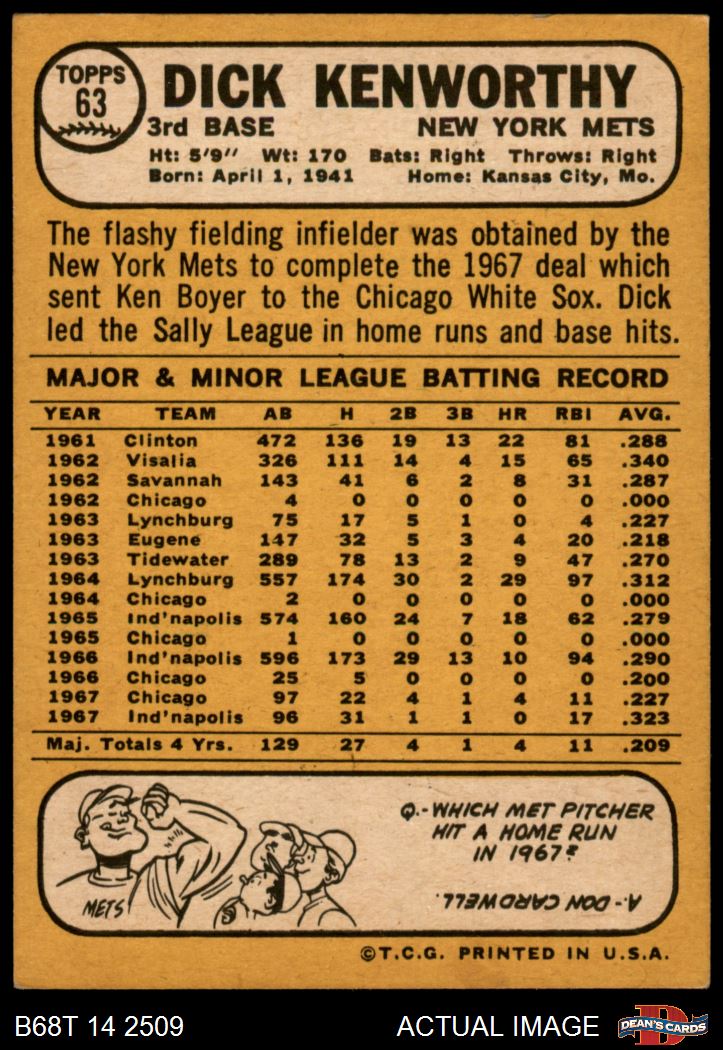 TOPPS
63
DICK KENWORTHY
3rd BASE NEW YORK METS
Ht: 5'9" Wt: 170 Bats: Right Throws: Right
Born: April 1, 1941 Home: Kansas City, Mo.
The flashy fielding infielder was obtained by the
New York Mets to complete the 1967 deal which
sent Ken Boyer to the Chicago White Sox. Dick
led the Sally League in home runs and base hits.
MAJOR & MINOR LEAGUE BATTING RECORD
YEAR TEAM AB H 2B 3B HR RBI AVG.
1961 Clinton 472 136 19 13 22 81 .288
1962 Visalia 326 111 14 4 15 65 .340
1962 Savannah 143 41 6 2 8 31 .287
1962 Chicago 4 0 0 0 0 0 .000
1963 Lynchburg 75 17 5 1 0 4 .227
1963 Eugene 147 32 5 3 4 20 .218
1963 Tidewater 289 78 13 2 9 47 .270
1964 Lynchburg 557 174 30 2 29 97 .312
1964 Chicago 2 0 0 0 0 0 .000
1965 Ind'napolis 574 160 24 7 18 62 .279
1965 Chicago 1 0 0 0 0 0 .000
1966 Ind'napolis 596 173 29 13 10 94 .290
1966 Chicago 25 5 0 0 0 0 .200
1967 Chicago 97 22 4 1 4 11 .227
1967 Ind'napolis 96 31 1 1 0 17 .323
Maj. Totals 4 Yrs. 129 27 4 1 4 11 .209
METS
Q.-WHICH MET PITCHER
HIT A HOME RUN
IN 1967?
A.-DON CARDWELL.
©T.C.G. PRINTED IN U.S.A.
B68T 14 2509 ACTUAL IMAGE D DEAN'S CARDS